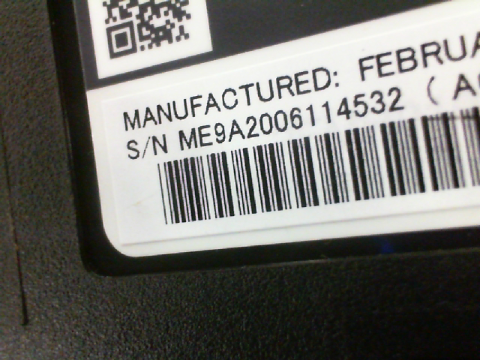 MANUFACTURED: FEBRUA
S/N ME9A2006114532 ( A